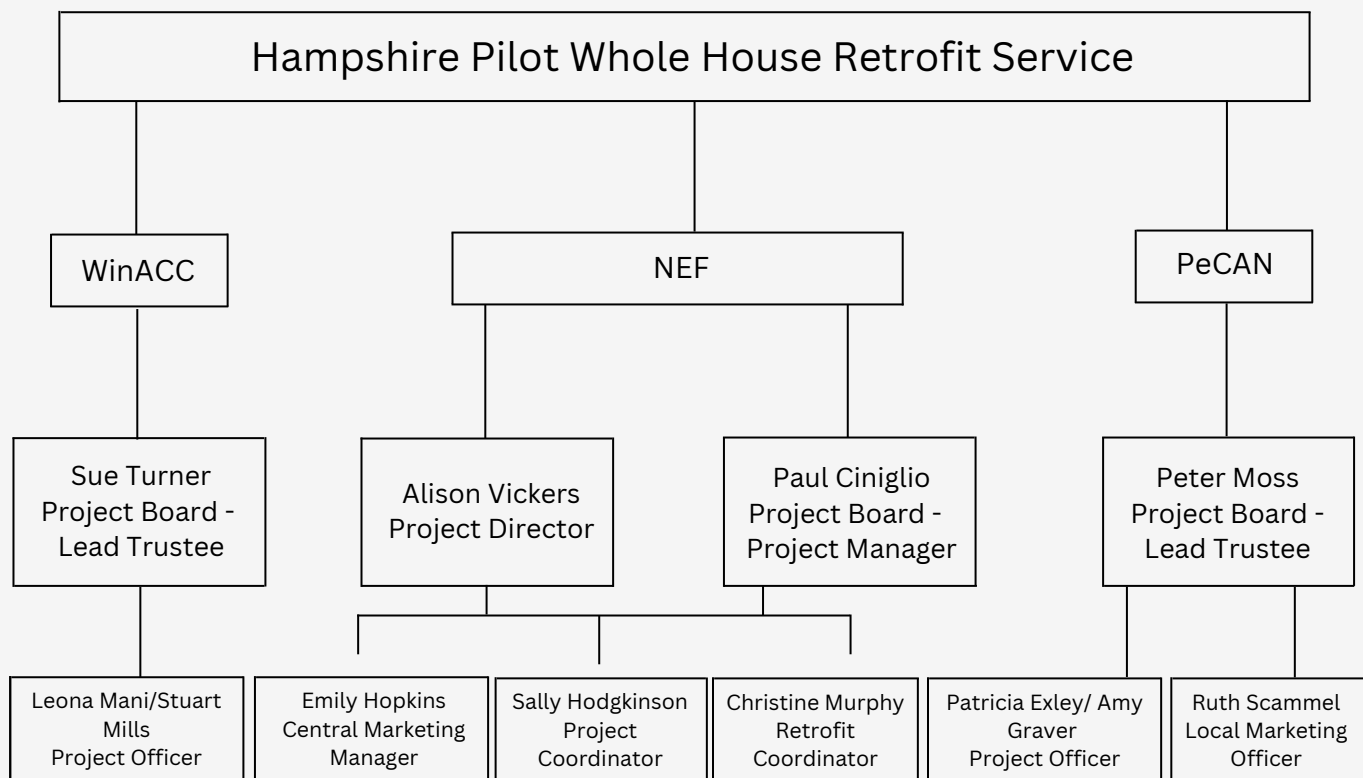 Hampshire Pilot Whole House Retrofit Service
WinACC
NEF
PeCAN
Sue Turner
Project Board -
Lead Trustee
Alison Vickers
Project Director
Paul Ciniglio
Project Board -
Project Manager
Peter Moss
Project Board -
Lead Trustee
Leona Mani/Stuart
Mills
Project Officer
Emily Hopkins
Central Marketing
Manager
Sally Hodgkinson
Project
Coordinator
Christine Murphy
Retrofit
Coordinator
Patricia Exley/ Amy
Graver
Project Officer
Ruth Scammel
Local Marketing
Officer